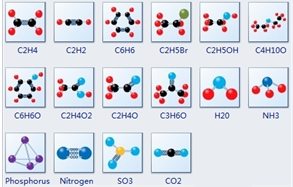 C2H4 C2H2 C6H6 C2H5Br C2H5OH C4H10O
C6H6O C2H4O2 C2H4O C3H6O H20 NH3
Phosphorus Nitrogen SO3 CO2